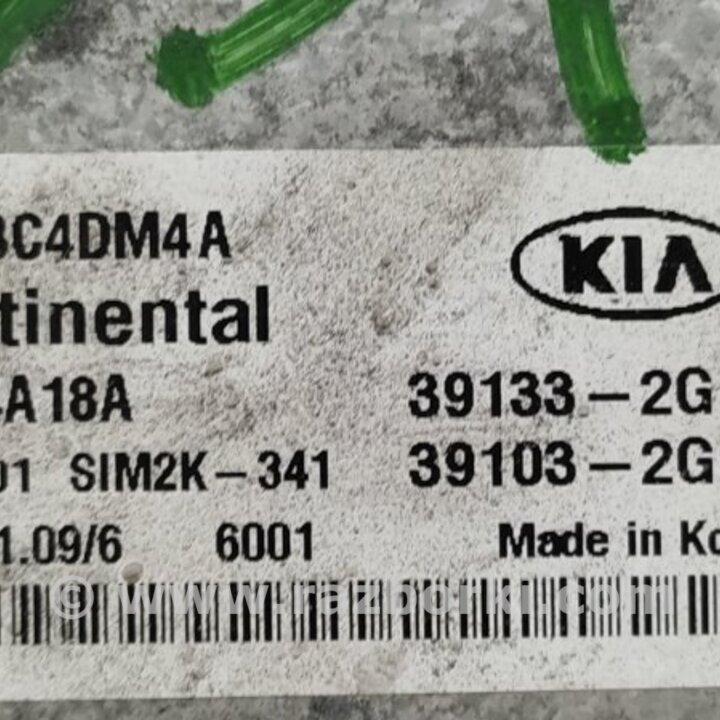 3C4DM4A
KIA
tinental
A18A
39133-2G
01 SIM2K-341
39103-2G
1.09/6 6001 Made in Ko
© www.razborki.com